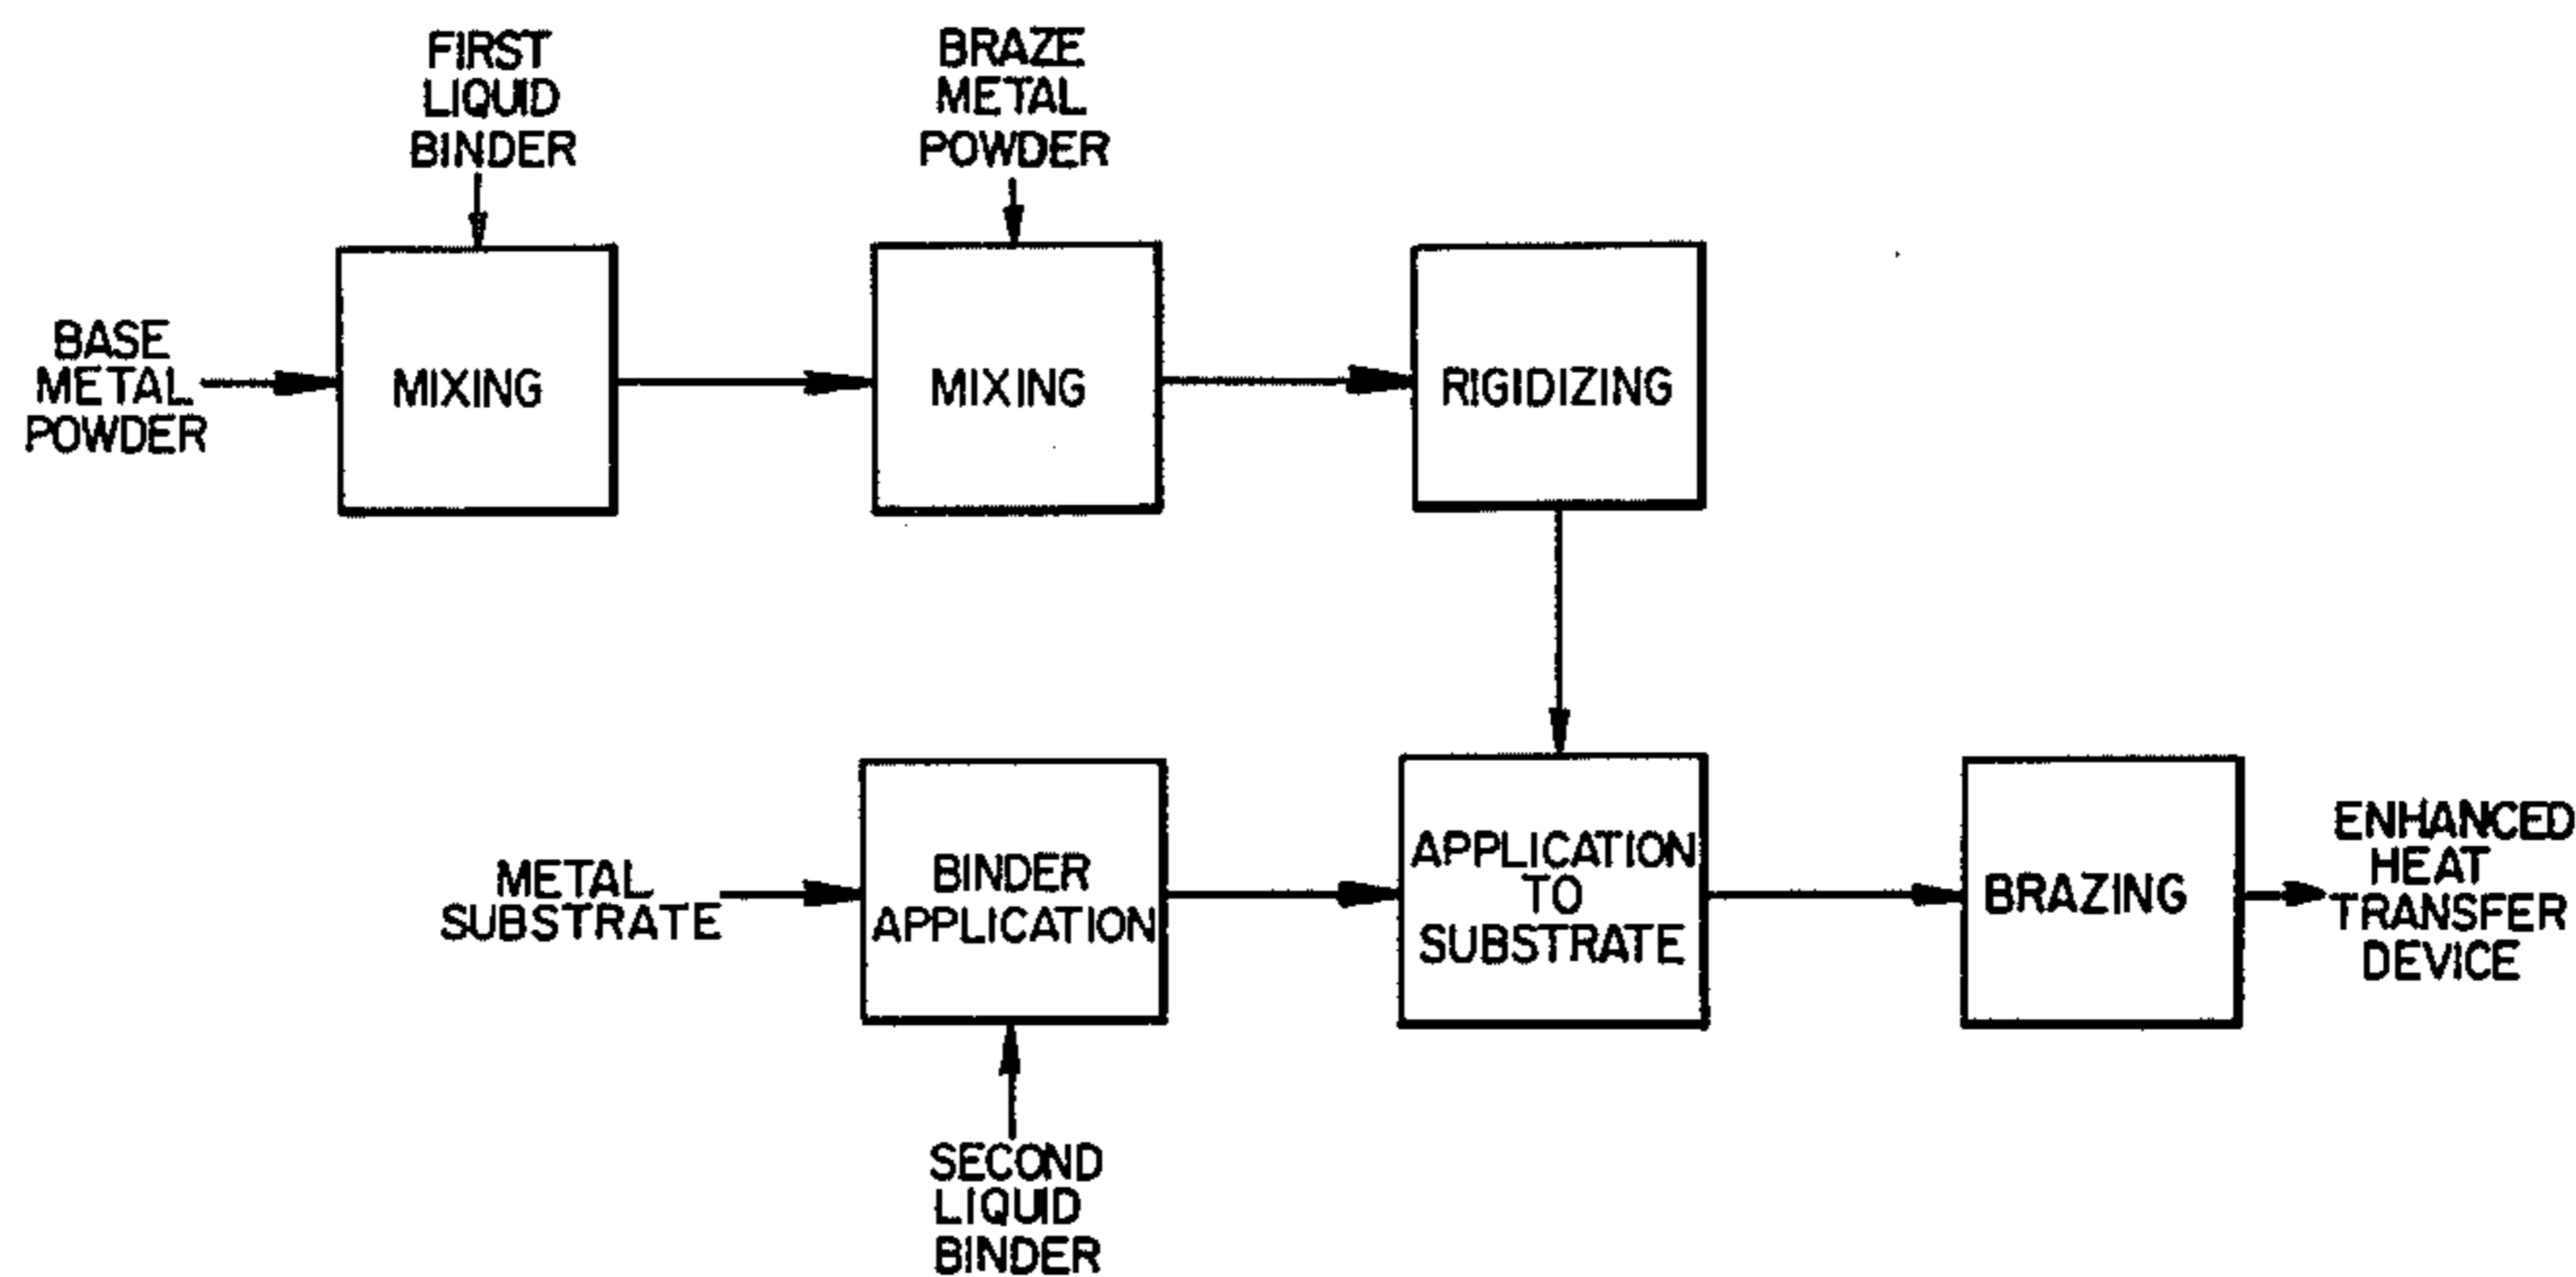 FIRST
LIQUID
BINDER
BRAZE
METAL
POWDER
BASE
METAL
POWDER
MIXING
MIXING
RIGIDIZING
METAL
SUBSTRATE
BINDER
APPLICATION
APPLICATION
TO
SUBSTRATE
BRAZING
ENHANCED
HEAT
TRANSFER
DEVICE
SECOND
LIQUID
BINDER